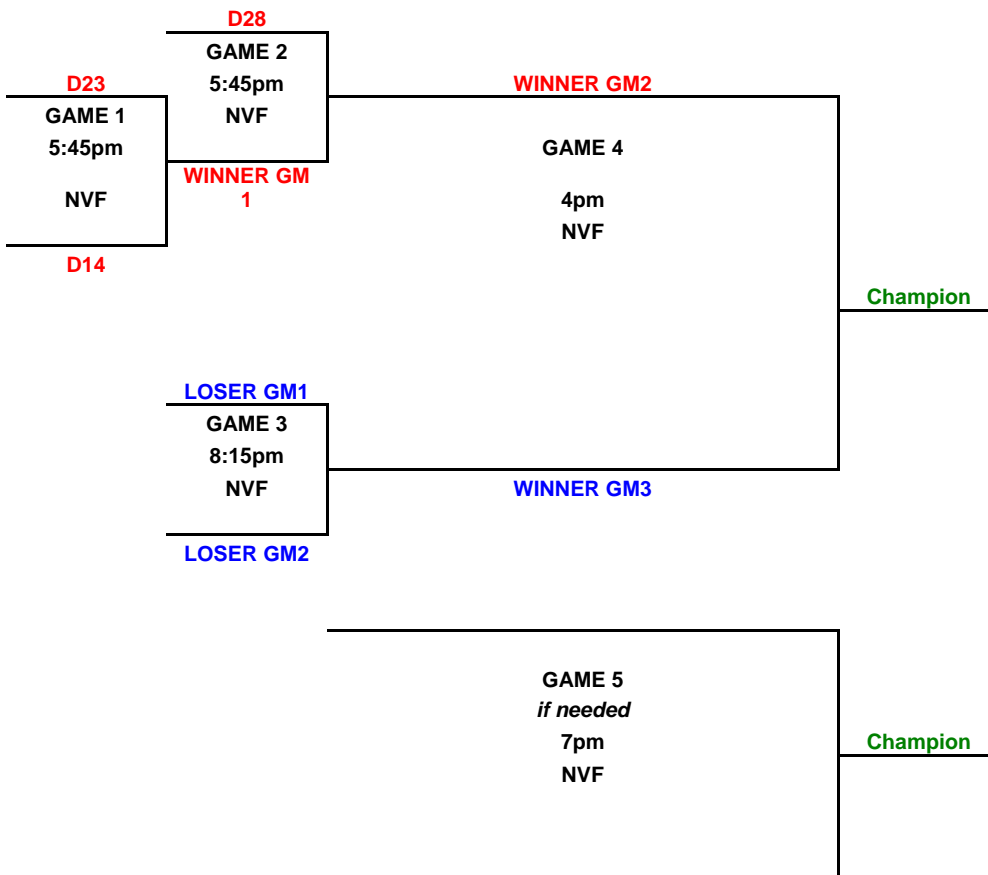 D28
GAME 2
5:45pm
NVF
D23
GAME 1
5:45pm
NVF
D14
WINNER GM
1
WINNER GM2
GAME 4
4pm
NVF
Champion
LOSER GM1
GAME 3
8:15pm
NVF
LOSER GM2
WINNER GM3
GAME 5
if needed
7pm
NVF
Champion